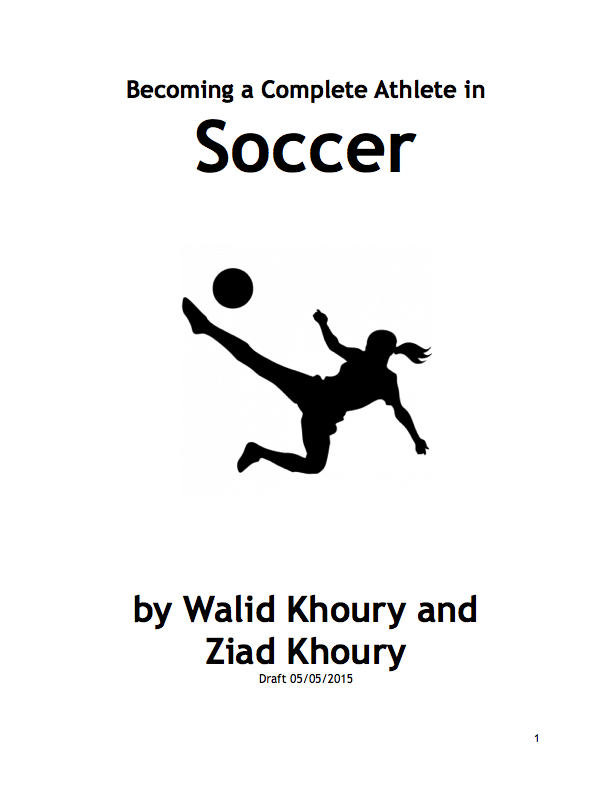 Becoming a Complete Athlete in
Soccer
by Walid Khoury and
Ziad Khoury
Draft 05/05/2015
1